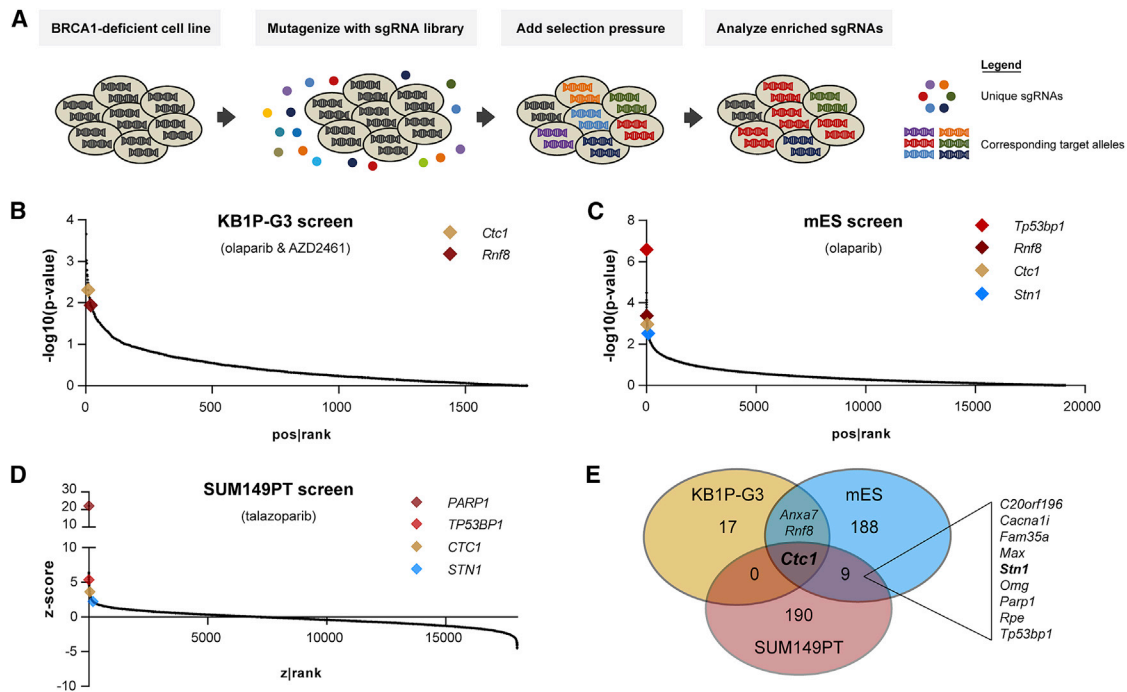 A
BRCA1-deficient cell line
Mutagenize with sgRNA library
Add selection pressure
Analyze enriched sgRNAs
Legend
Unique sgRNAs
Corresponding target alleles
B
KB1P-G3 screen
(olaparib & AZD2461)
Ctc1
Rnf8
-log10(p-value)
4
3
2
1
0
0
500
1000
1500
pos|rank
C
mES screen
(olaparib)
Tp53bp1
Rnf8
Ctc1
Stn1
-log10(p-value)
8
6
4
2
0
0
5000
10000
15000
20000
pos|rank
D
SUM149PT screen
(talazoparib)
PARP1
TP53BP1
CTC1
STN1
z-score
30
20
10
10
5
0
-5
-10
5000
10000
15000
z|rank
E
KB1P-G3
mES
17
Anxa7
Rnf8
188
Ctc1
0
9
190
SUM149PT
C20orf196
Cacna1i
Fam35a
Max
Stn1
Omg
Parp1
Rpe
Tp53bp1